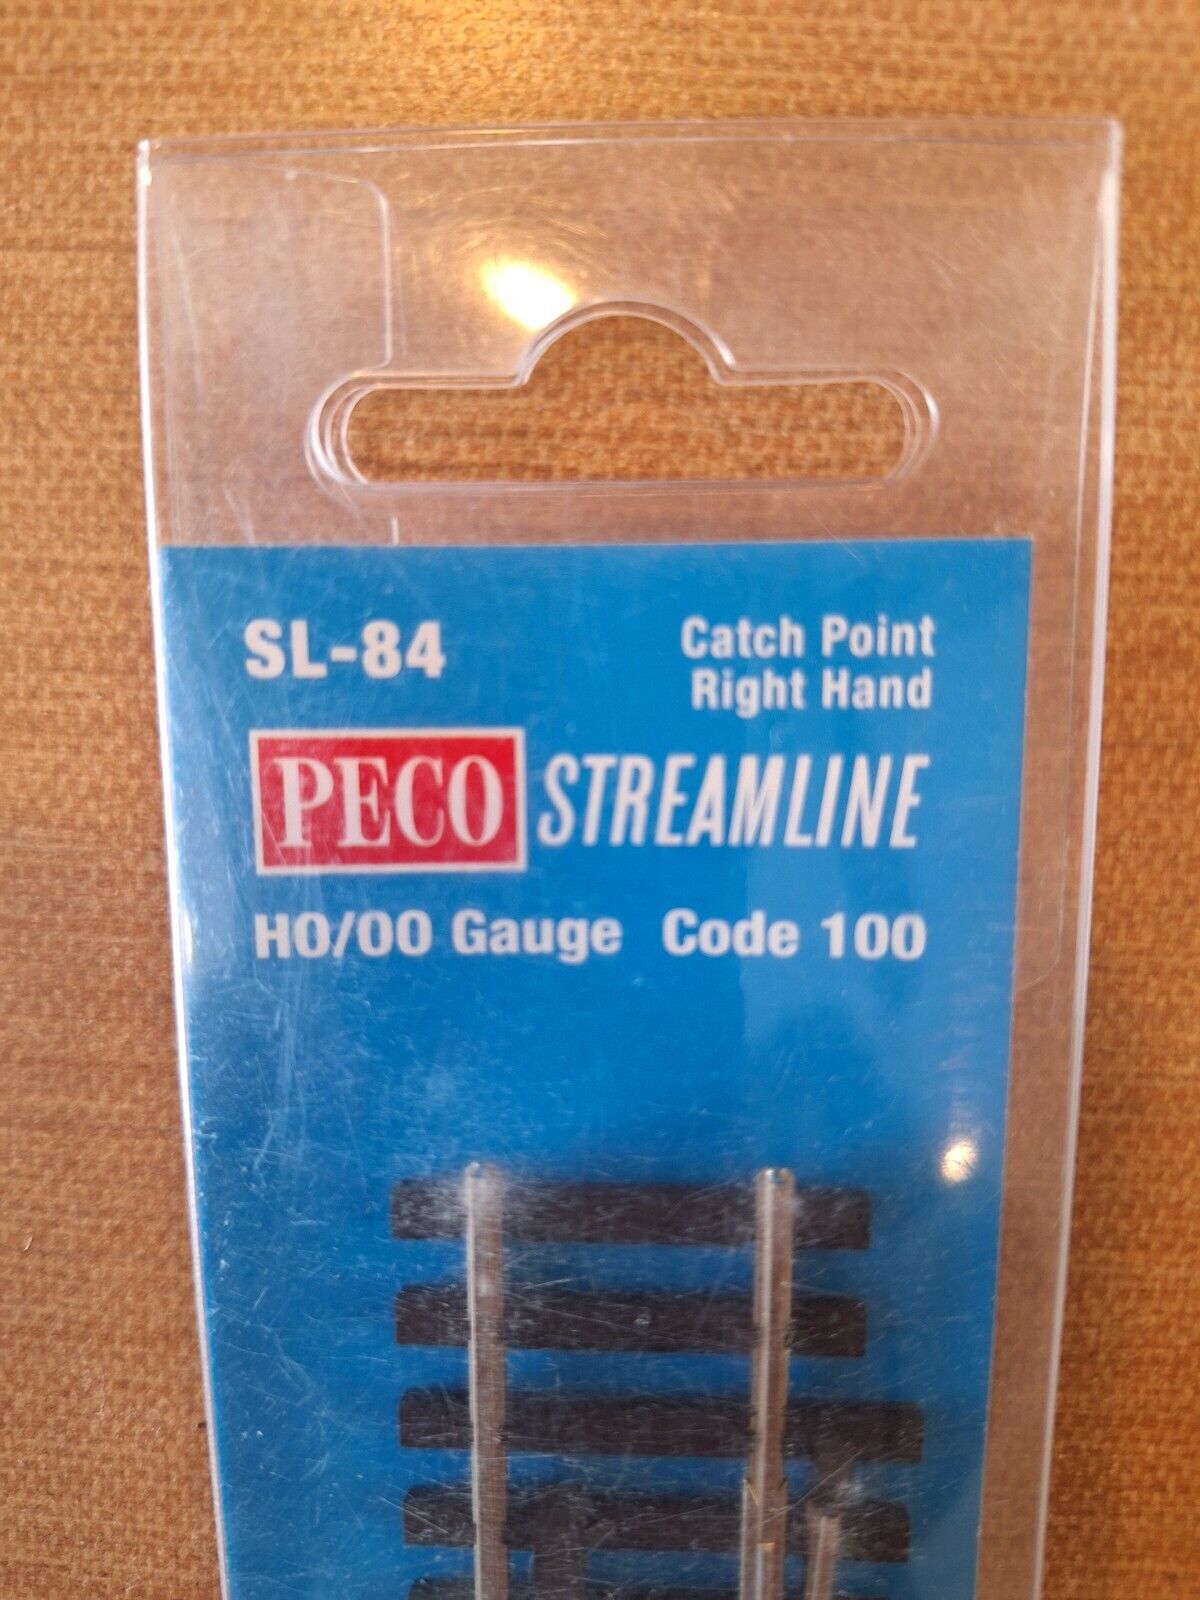 SL-84
Catch Point
Right Hand
PECO STREAMLINE
HO/OO Gauge Code 100